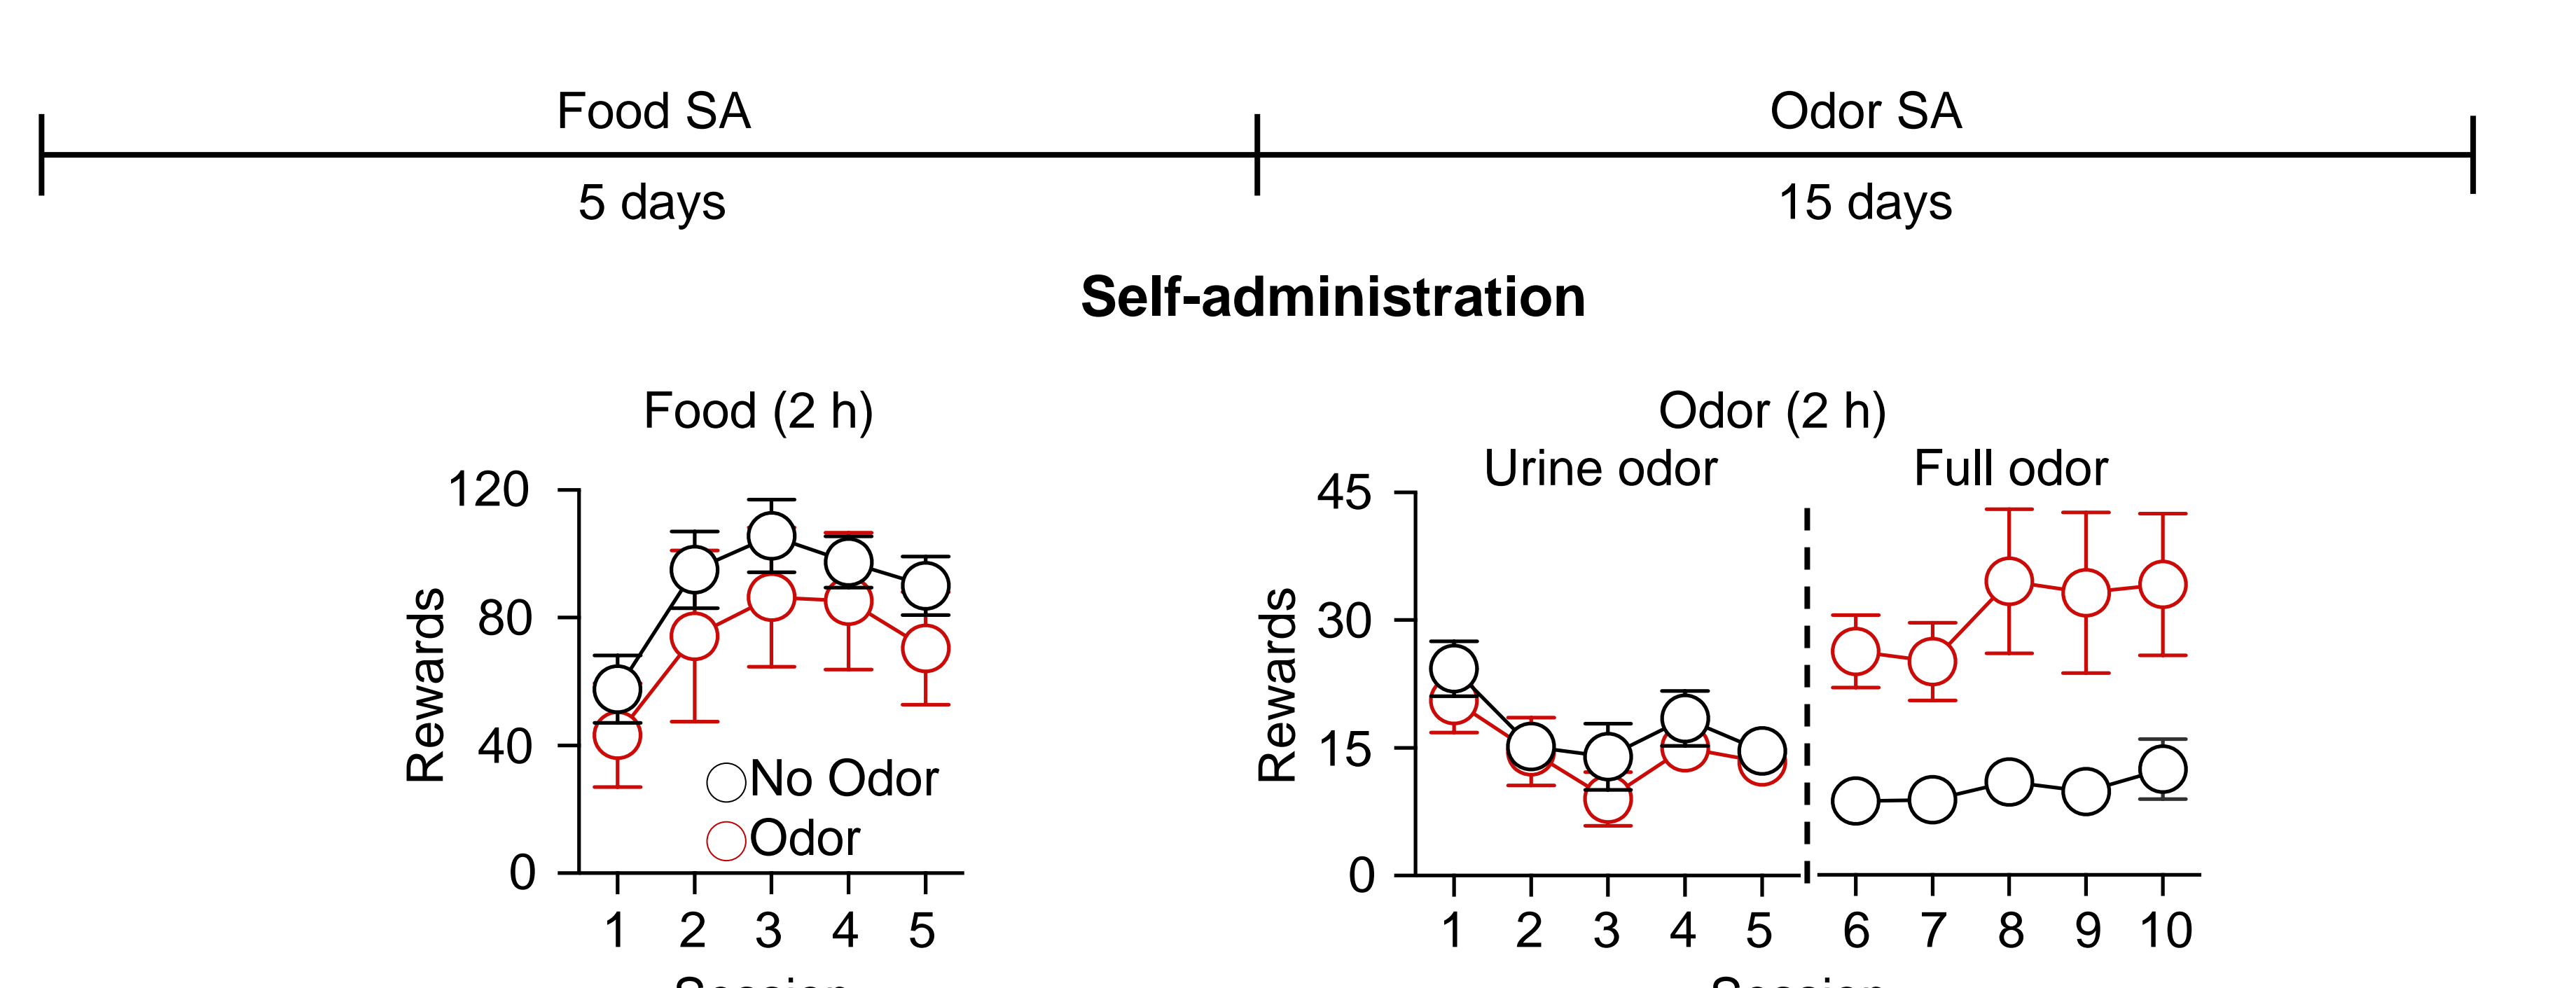 Food SA
Odor SA
5 days
15 days
Self-administration
Food (2 h)
Rewards
120
80
40
0
No Odor
Odor
1 2 3 4 5
Session
Odor (2 h)
Urine odor
Full odor
Rewards
45
30
15
0
1 2 3 4 5 6 7 8 9 10
Session